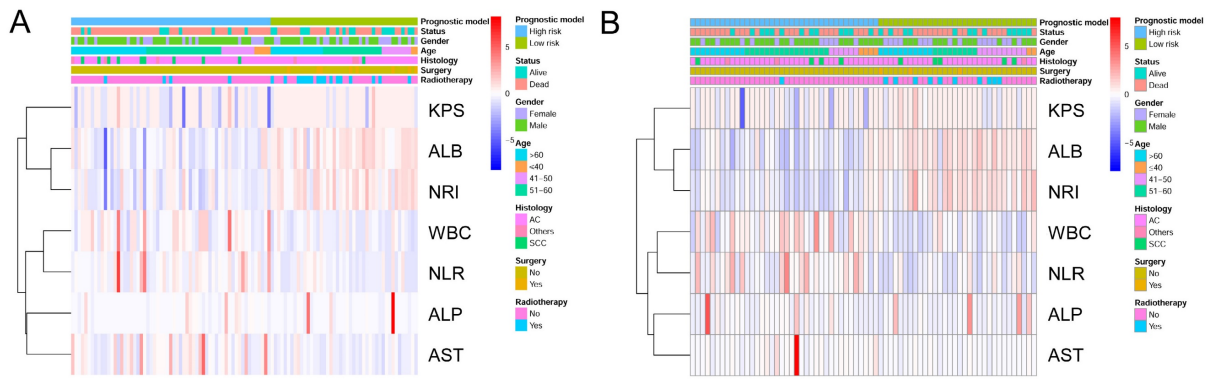 A
Prognostic model
Status
Gender
Age
Histology
Surgery
Radiotherapy
KPS
ALB
NRI
WBC
NLR
ALP
AST
5
0
−5
Prognostic model
High risk
Low risk
Status
Alive
Dead
Gender
Female
Male
Age
>60
<40
41−50
51−60
Histology
AC
Others
SCC
Surgery
No
Yes
Radiotherapy
No
Yes
B
Prognostic model
Status
Gender
Age
Histology
Surgery
Radiotherapy
KPS
ALB
NRI
WBC
NLR
ALP
AST
5
0
−5
Prognostic model
High risk
Low risk
Status
Alive
Dead
Gender
Female
Male
Age
>60
≤40
41−50
51−60
Histology
AC
Others
SCC
Surgery
No
Yes
Radiotherapy
No
Yes